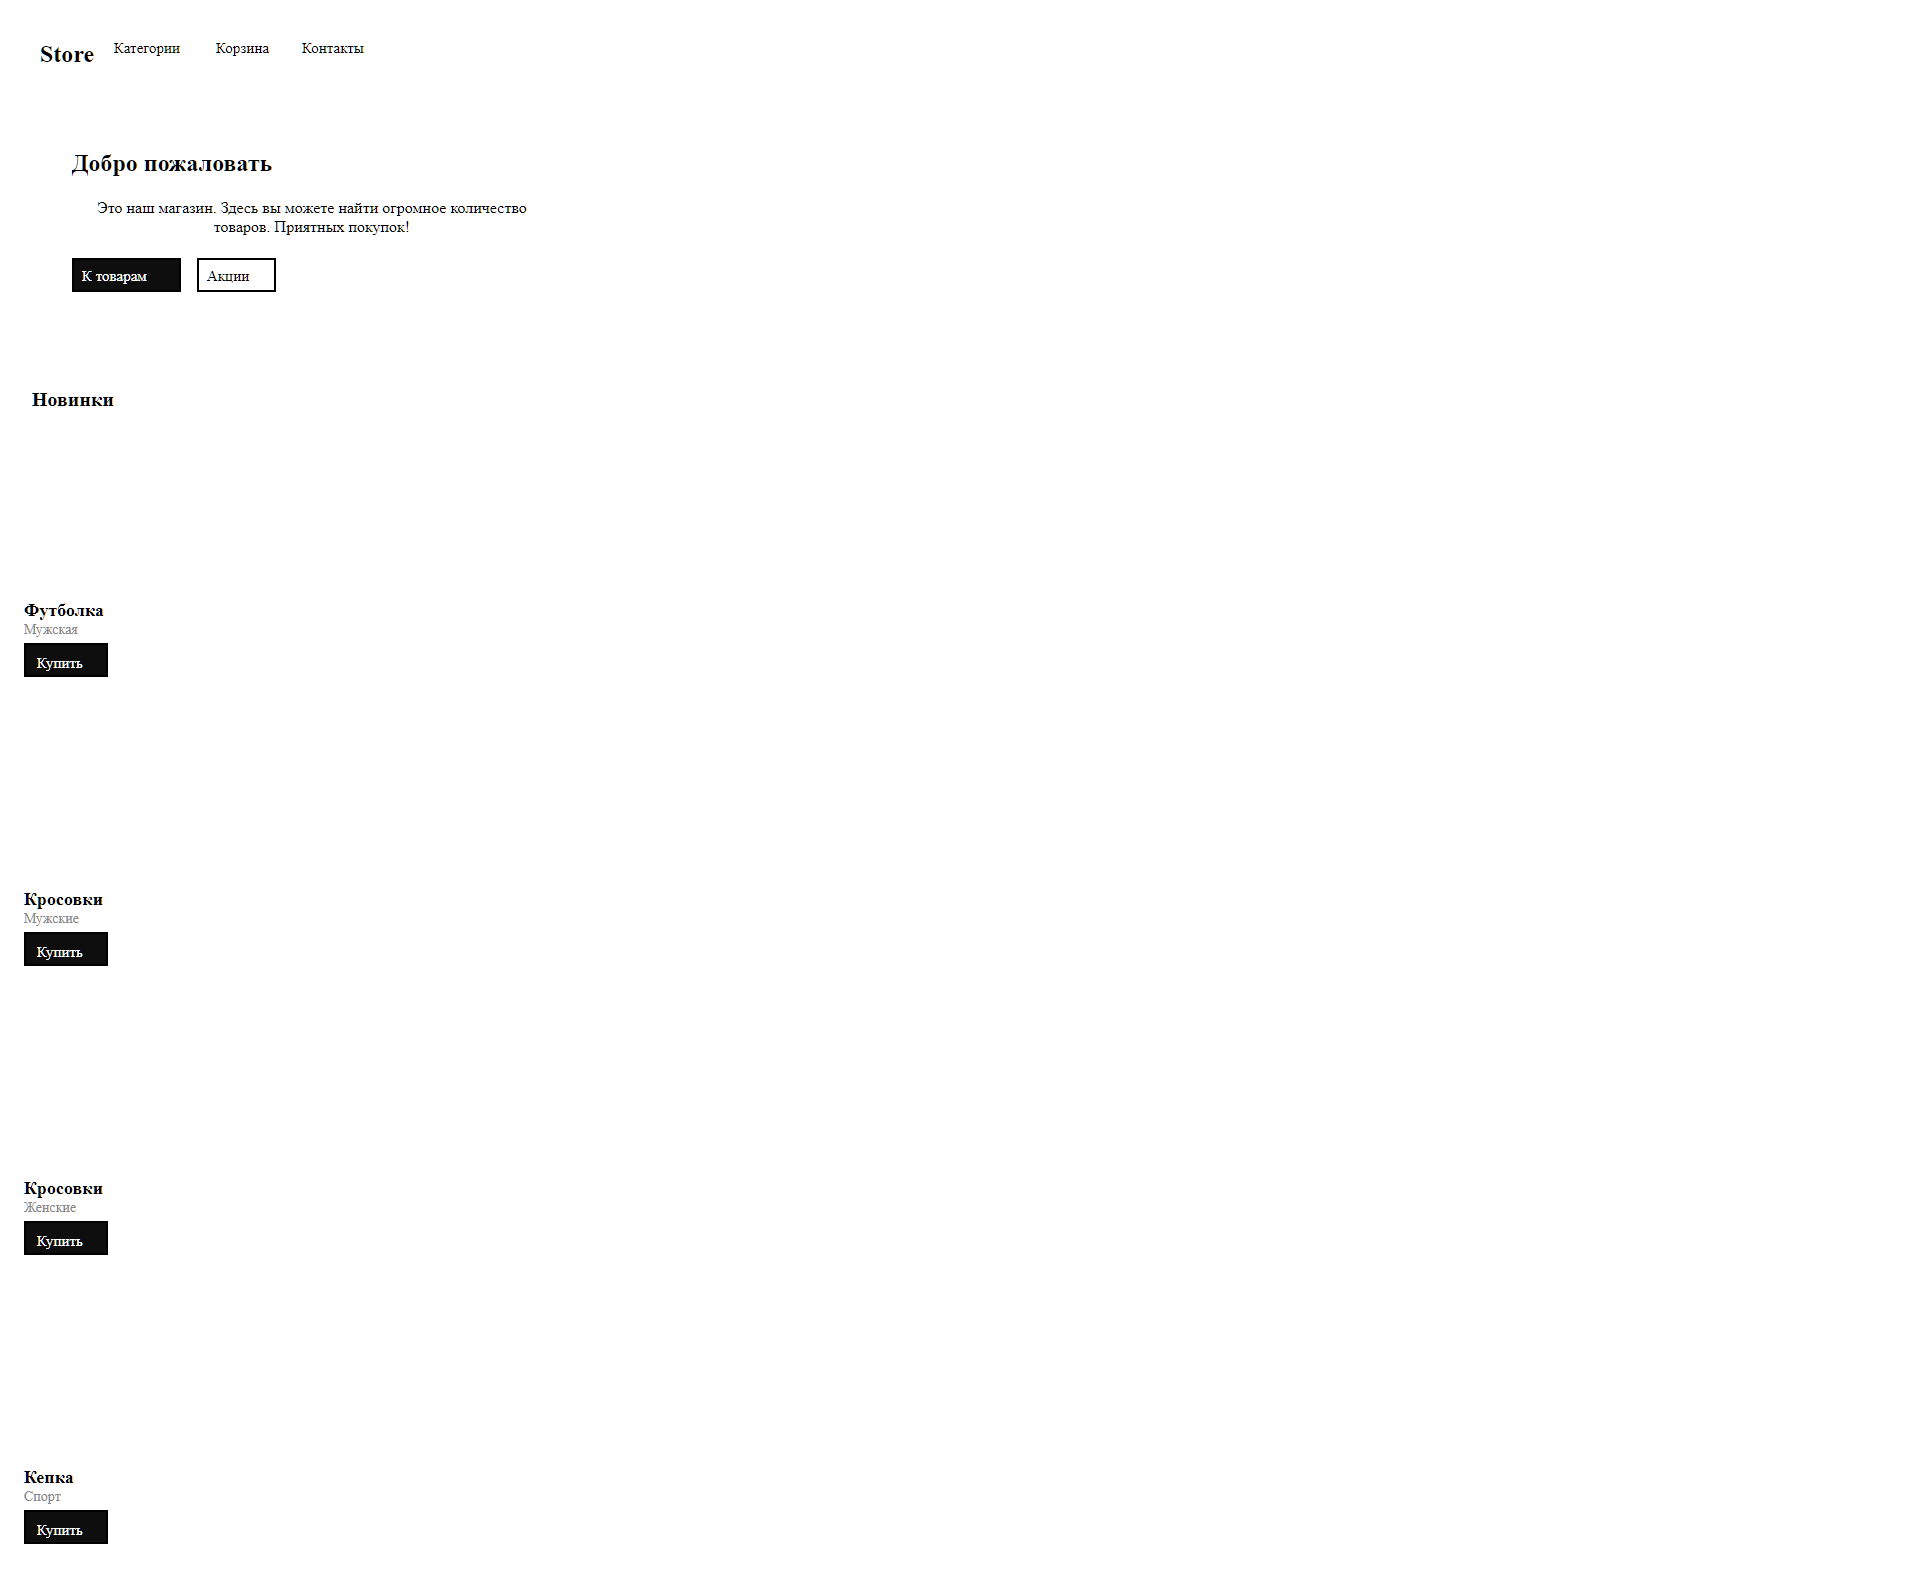 Store Категории Корзина Контакты
Добро пожаловать
Это наш магазин. Здесь вы можете найти огромное количество
товаров. Приятных покупок!
К товарам Акции
Новинки
Футболка
Мужская
Купить
Кросовки
Мужские
Купить
Кросовки
Женские
Купить
Кепка
Спорт
Купить